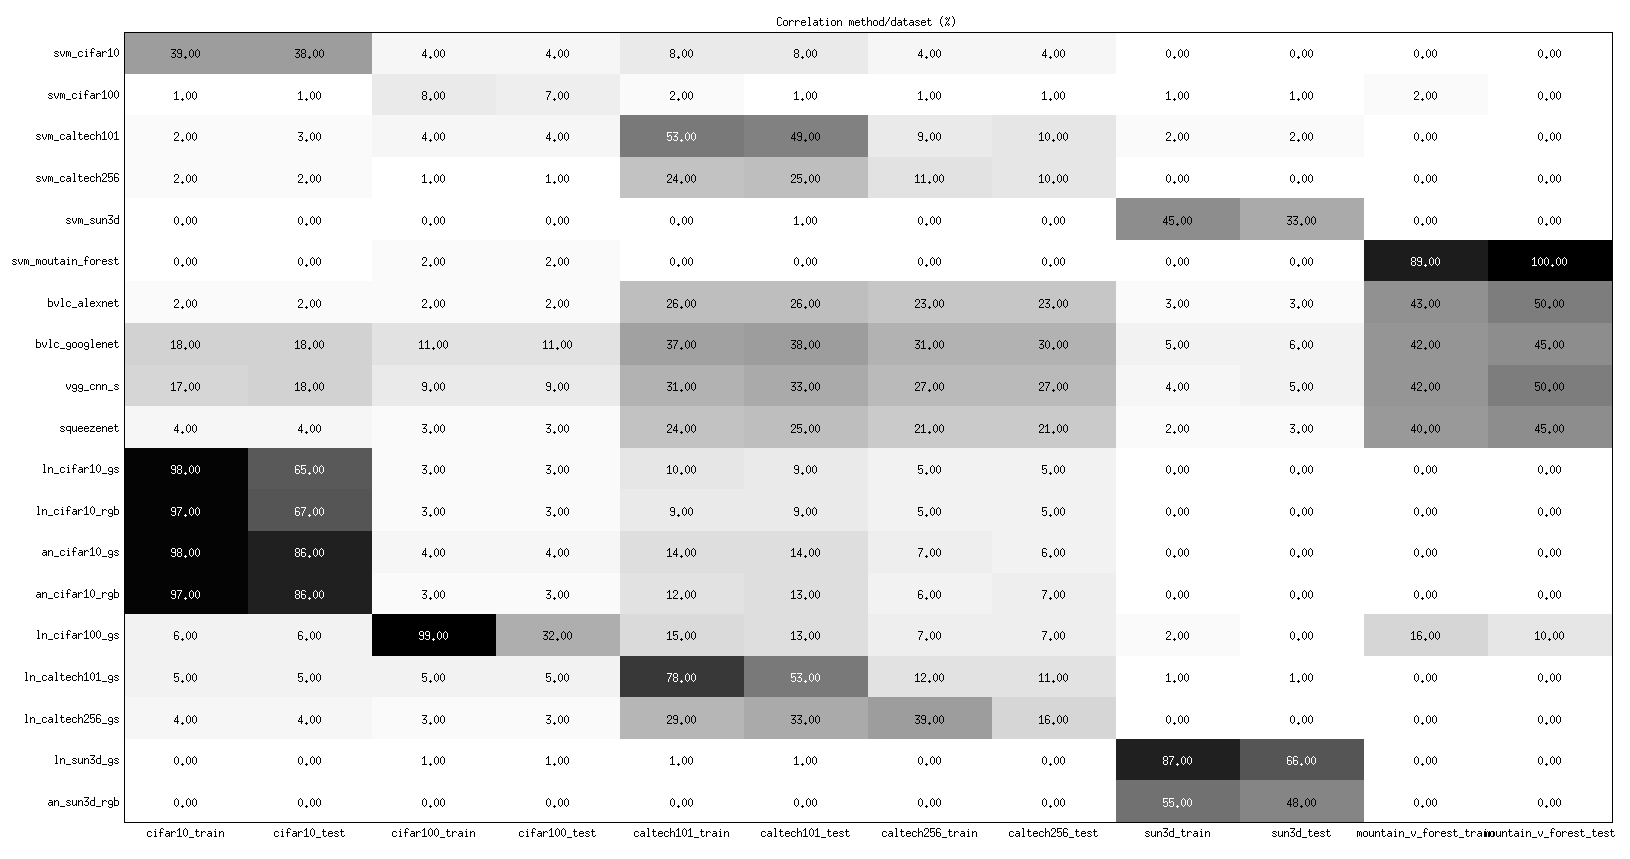 Correlation method/dataset (%)
svm_cifar10 39.00 38.00 4.00 4.00 8.00 8.00 4.00 4.00 0.00 0.00 0.00 0.00
svm_cifar100 1.00 1.00 8.00 7.00 2.00 1.00 1.00 1.00 1.00 1.00 2.00 0.00
svm_caltech101 2.00 3.00 4.00 4.00 53.00 49.00 9.00 10.00 2.00 2.00 0.00 0.00
svm_caltech256 2.00 2.00 1.00 1.00 24.00 25.00 11.00 10.00 0.00 0.00 0.00 0.00
svm_sun3d 0.00 0.00 0.00 0.00 0.00 1.00 0.00 0.00 45.00 33.00 0.00 0.00
svm_moutain_forest 0.00 0.00 2.00 2.00 0.00 0.00 0.00 0.00 0.00 0.00 89.00 100.00
bvlc_alexnet 2.00 2.00 2.00 2.00 26.00 26.00 23.00 23.00 3.00 3.00 43.00 50.00
bvlc_googlenet 18.00 18.00 11.00 11.00 37.00 38.00 31.00 30.00 5.00 6.00 42.00 45.00
vgg_cnn_s 17.00 18.00 9.00 9.00 31.00 33.00 27.00 27.00 4.00 5.00 42.00 50.00
squeezenet 4.00 4.00 3.00 3.00 24.00 25.00 21.00 21.00 2.00 3.00 40.00 45.00
ln_cifar10_gs 98.00 65.00 3.00 3.00 10.00 9.00 5.00 5.00 0.00 0.00 0.00 0.00
ln_cifar10_rgb 97.00 67.00 3.00 3.00 9.00 9.00 5.00 5.00 0.00 0.00 0.00 0.00
an_cifar10_gs 98.00 86.00 4.00 4.00 14.00 14.00 7.00 6.00 0.00 0.00 0.00 0.00
an_cifar10_rgb 97.00 86.00 3.00 3.00 12.00 13.00 6.00 7.00 0.00 0.00 0.00 0.00
ln_cifar100_gs 6.00 6.00 99.00 32.00 15.00 13.00 7.00 7.00 2.00 0.00 16.00 10.00
ln_caltech101_gs 5.00 5.00 5.00 5.00 78.00 53.00 12.00 11.00 1.00 1.00 0.00 0.00
ln_caltech256_gs 4.00 4.00 3.00 3.00 29.00 33.00 39.00 16.00 0.00 0.00 0.00 0.00
ln_sun3d_gs 0.00 0.00 1.00 1.00 1.00 1.00 0.00 0.00 87.00 66.00 0.00 0.00
an_sun3d_rgb 0.00 0.00 0.00 0.00 0.00 0.00 0.00 0.00 55.00 48.00 0.00 0.00
cifar10_train cifar10_test cifar100_train cifar100_test caltech101_train caltech101_test caltech256_train caltech256_test sun3d_train sun3d_test mountain_v_forest_train mountain_v_forest_test